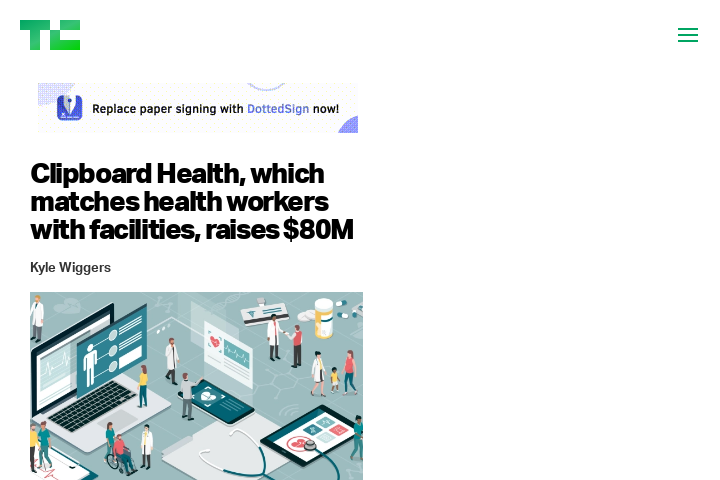 TC
Replace paper signing with DottedSign now!
Clipboard Health, which
matches health workers
with facilities, raises $80M
Kyle Wiggers